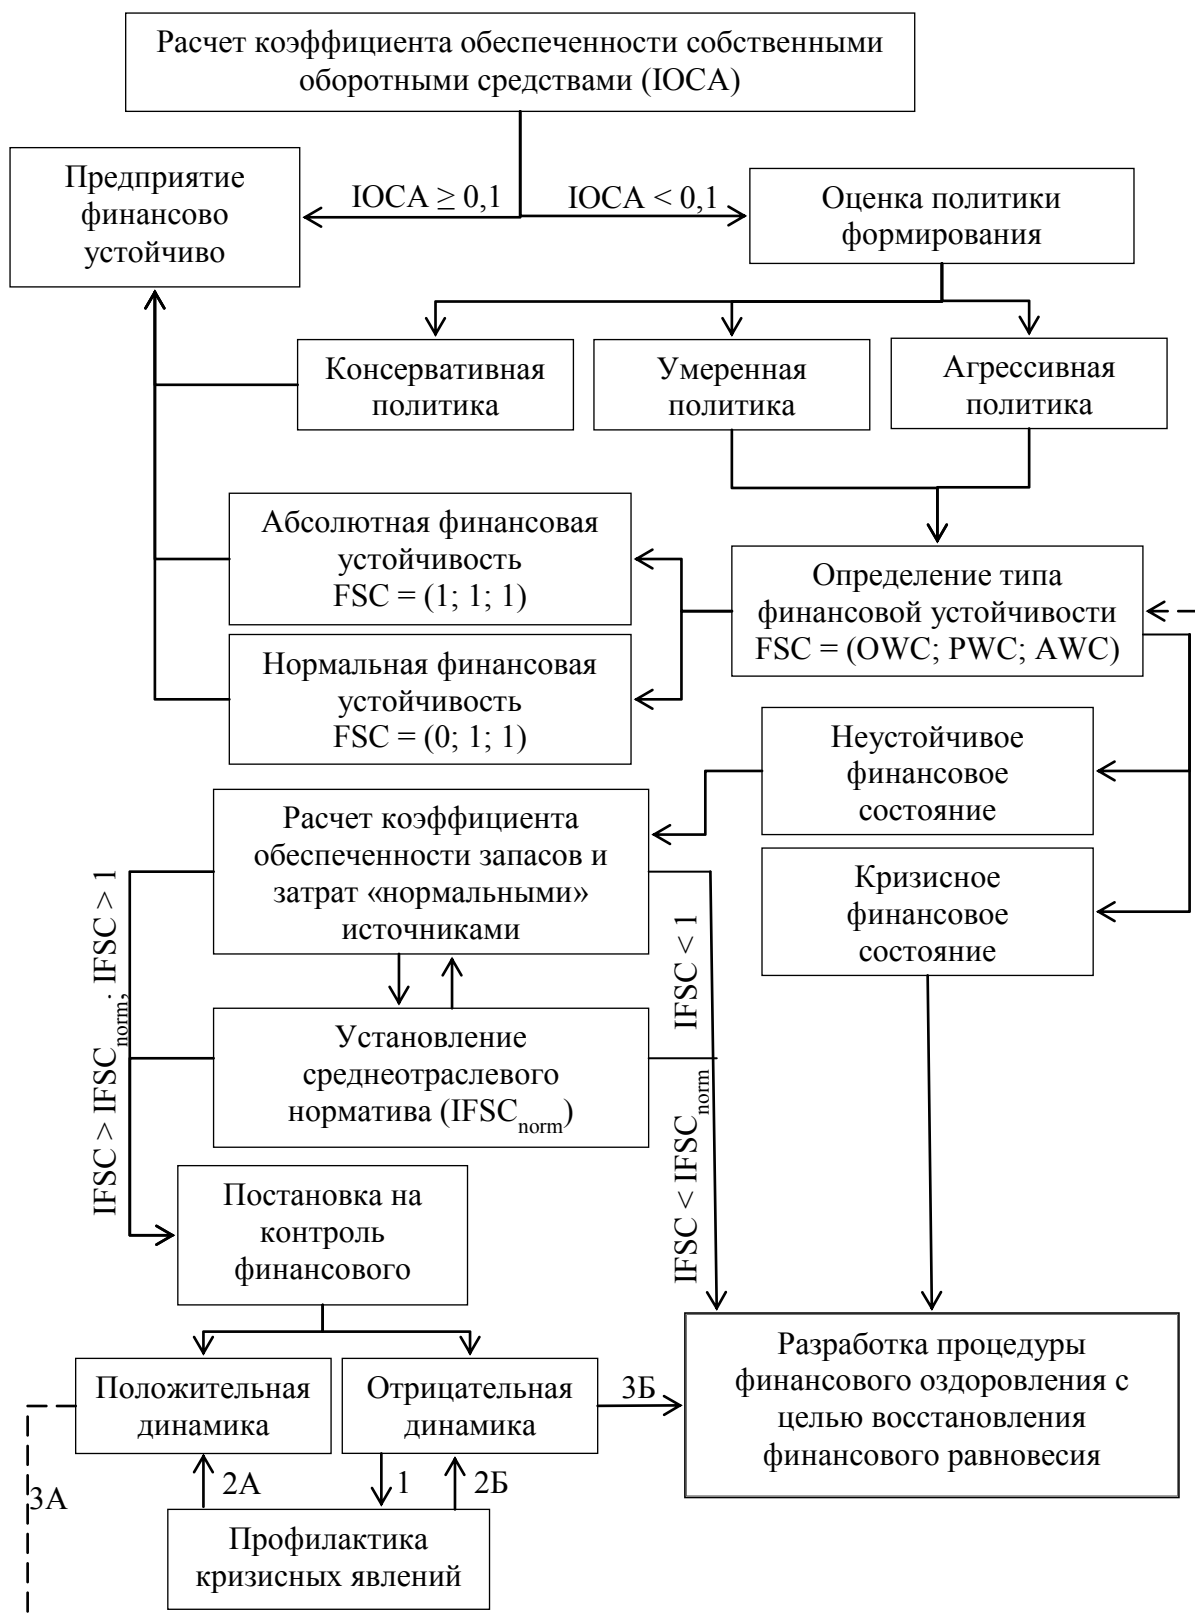 Расчет коэффициента обеспеченности собственными
оборотными средствами (IOCA)
Предприятие
финансово
устойчиво
IOCA ≥ 0,1
IOCA < 0,1
Оценка политики
формирования
Консервативная
политика
Умеренная
политика
Агрессивная
политика
Абсолютная финансовая
устойчивость
FSC = (1; 1; 1)
Определение типа
финансовой устойчивости
FSC = (OWC; PWC; AWC)
Нормальная финансовая
устойчивость
FSC = (0; 1; 1)
Неустойчивое
финансовое
состояние
Расчет коэффициента
обеспеченности запасов и
затрат «нормальными»
источниками
Кризисное
финансовое
состояние
IFSC > IFSCnorm; IFSC > 1
IFSC < 1
Установление
среднеотраслевого
норматива (IFSCnorm)
IFSC < IFSCnorm
Постановка на
контроль
финансового
Положительная
динамика
Отрицательная
динамика
3Б
Разработка процедуры
финансового оздоровления с
целью восстановления
финансового равновесия
3А
2А
1
2Б
Профилактика
кризисных явлений